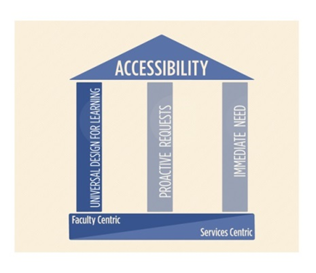 ACCESSIBILITY
UNIVERSAL DESIGN FOR LEARNING
PROACTIVE REQUESTS
IMMEDIATE NEED
Faculty Centric
Services Centric